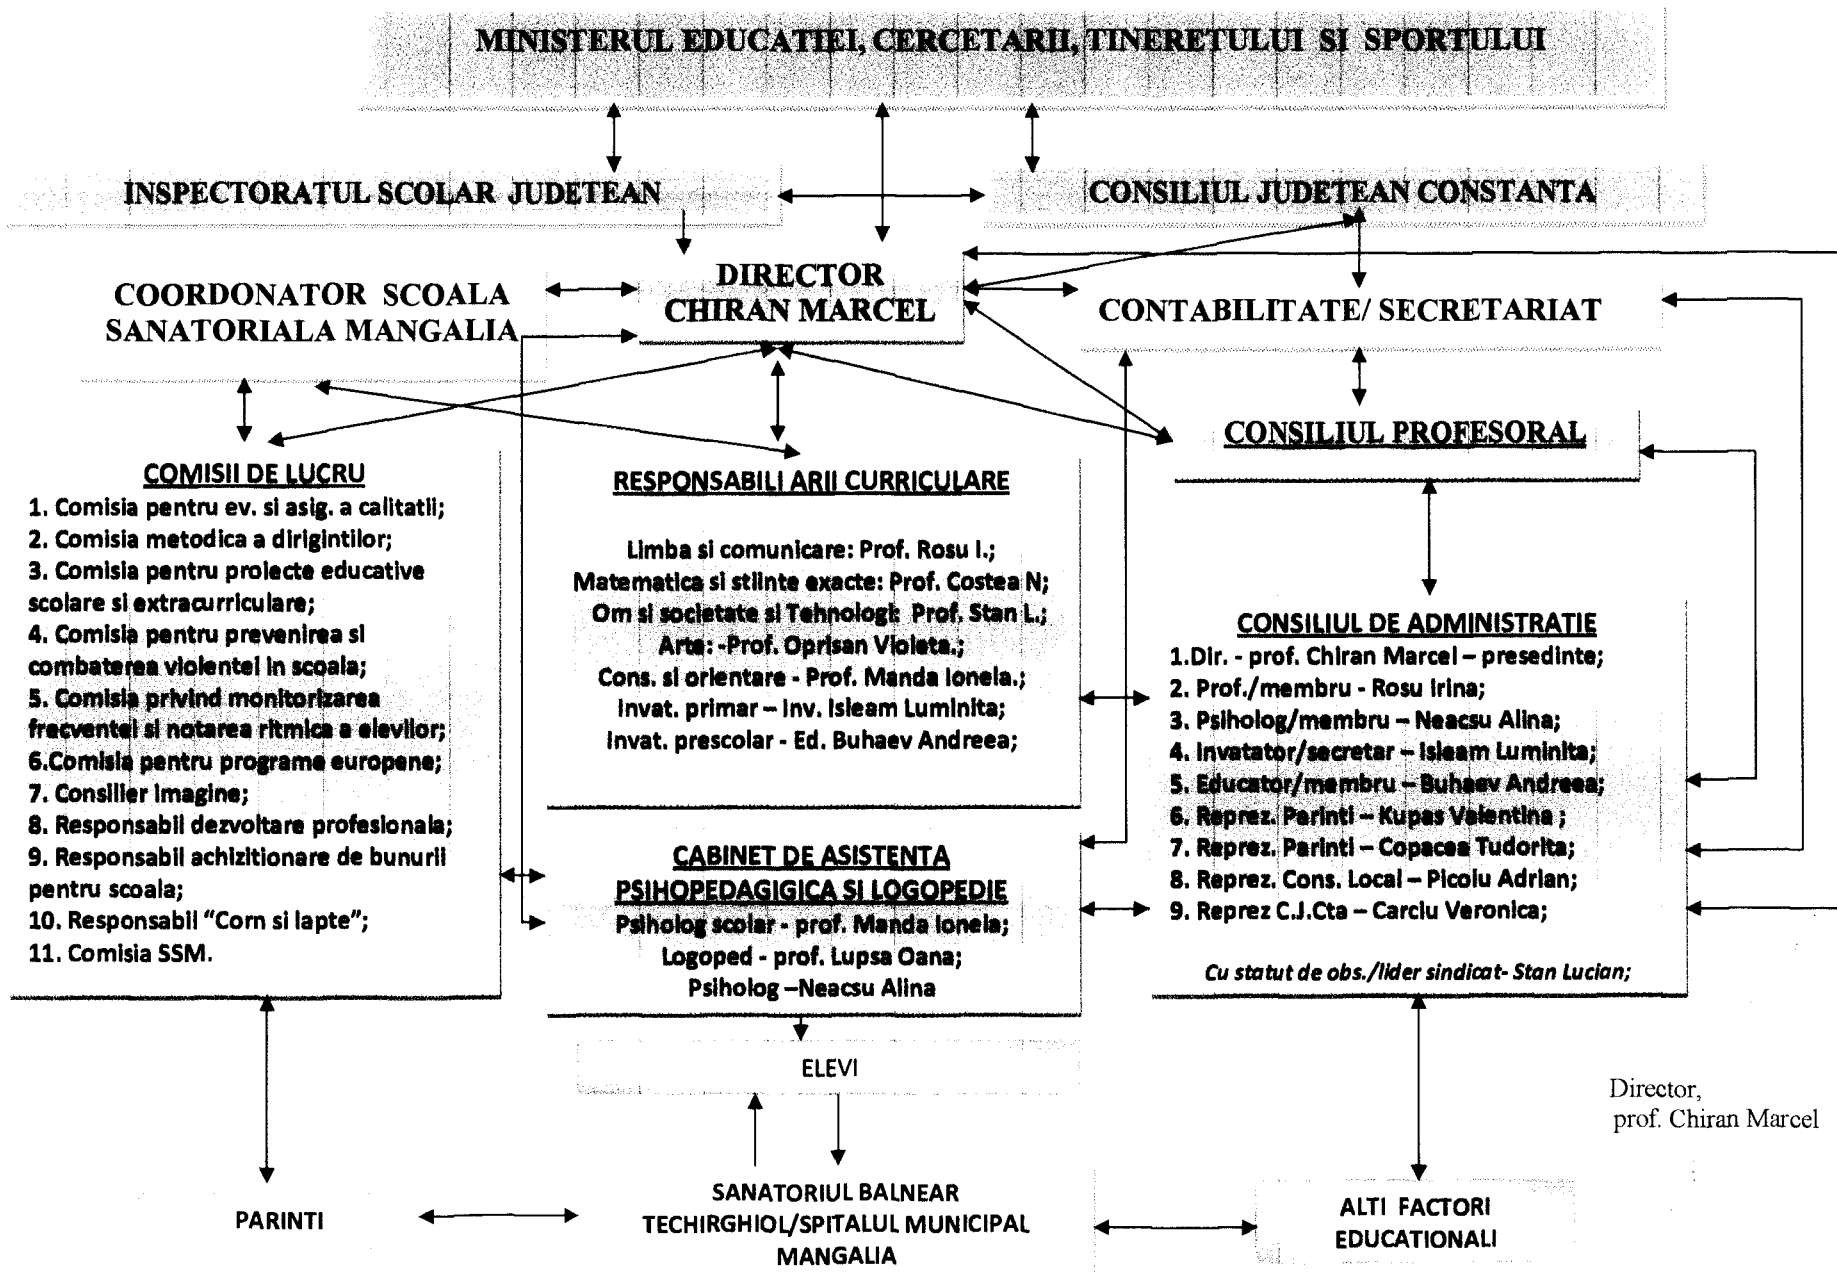 MINISTERUL EDUCATIEI, CERCETARII, TINERETULUI SI SPORTULUI
INSPECTORATUL SCOLAR JUDETEAN
CONSILIUL JUDETEAN CONSTANTA
COORDONATOR SCOALA
SANATORIALA MANGALIA
DIRECTOR
CHIRAN MARCEL
CONTABILITATE/ SECRETARIAT
CONSILIUL PROFESORAL
COMISII DE LUCRU
1. Comisia pentru ev. si asig. a calitatii;
2. Comisia metodica a dirigintilor;
3. Comisia pentru proiecte educative
scolare si extracurriculare;
4. Comisia pentru prevenirea si
combaterea violentei in scoala;
5. Comisia privind monitorizarea
frecventei si notarea ritmica a elevilor;
6.Comisia pentru programe europene;
7. Consilier imagine;
8. Responsabil dezvoltare profesionala;
9. Responsabil achizitionare de bunurii
pentru scoala;
10. Responsabil "Corn si lapte";
11. Comisia SSM.
RESPONSABILI ARII CURRICULARE
Limba si comunicare: Prof. Rosu I.;
Matematica si stiinte exacte: Prof. Costea N;
Om si societate si Tehnologi: Prof. Stan L.;
Arte: -Prof. Oprisan Violeta.;
Cons. si orientare - Prof. Manda Ionela.;
Invat. primar – Inv. Isleam Luminita;
Invat. prescolar - Ed. Buhaev Andreea;
CABINET DE ASISTENTA
PSIHOPEDAGIGICA SI LOGOPEDIE
Psiholog scolar - prof. Manda Ionela;
Logoped - prof. Lupsa Oana;
Psiholog –Neacsu Alina
CONSILIUL DE ADMINISTRATIE
1.Dir. - prof. Chiran Marcel – presedinte;
2. Prof./membru - Rosu Irina;
3. Psiholog/membru – Neacsu Alina;
4. Invatator/secretar – Isleam Luminita;
5. Educator/membru – Buhaev Andreea;
6. Reprez. Parinti – Kupas Valentina ;
7. Reprez. Parinti – Copacea Tudorita;
8. Reprez. Cons. Local – Picoiu Adrian;
9. Reprez C.J.Cta – Carciu Veronica;
Cu statut de obs./lider sindicat- Stan Lucian;
ELEVI
Director,
prof. Chiran Marcel
PARINTI
SANATORIUL BALNEAR
TECHIRGHIOL/SPITALUL MUNICIPAL
MANGALIA
ALTI FACTORI
EDUCATIONALI